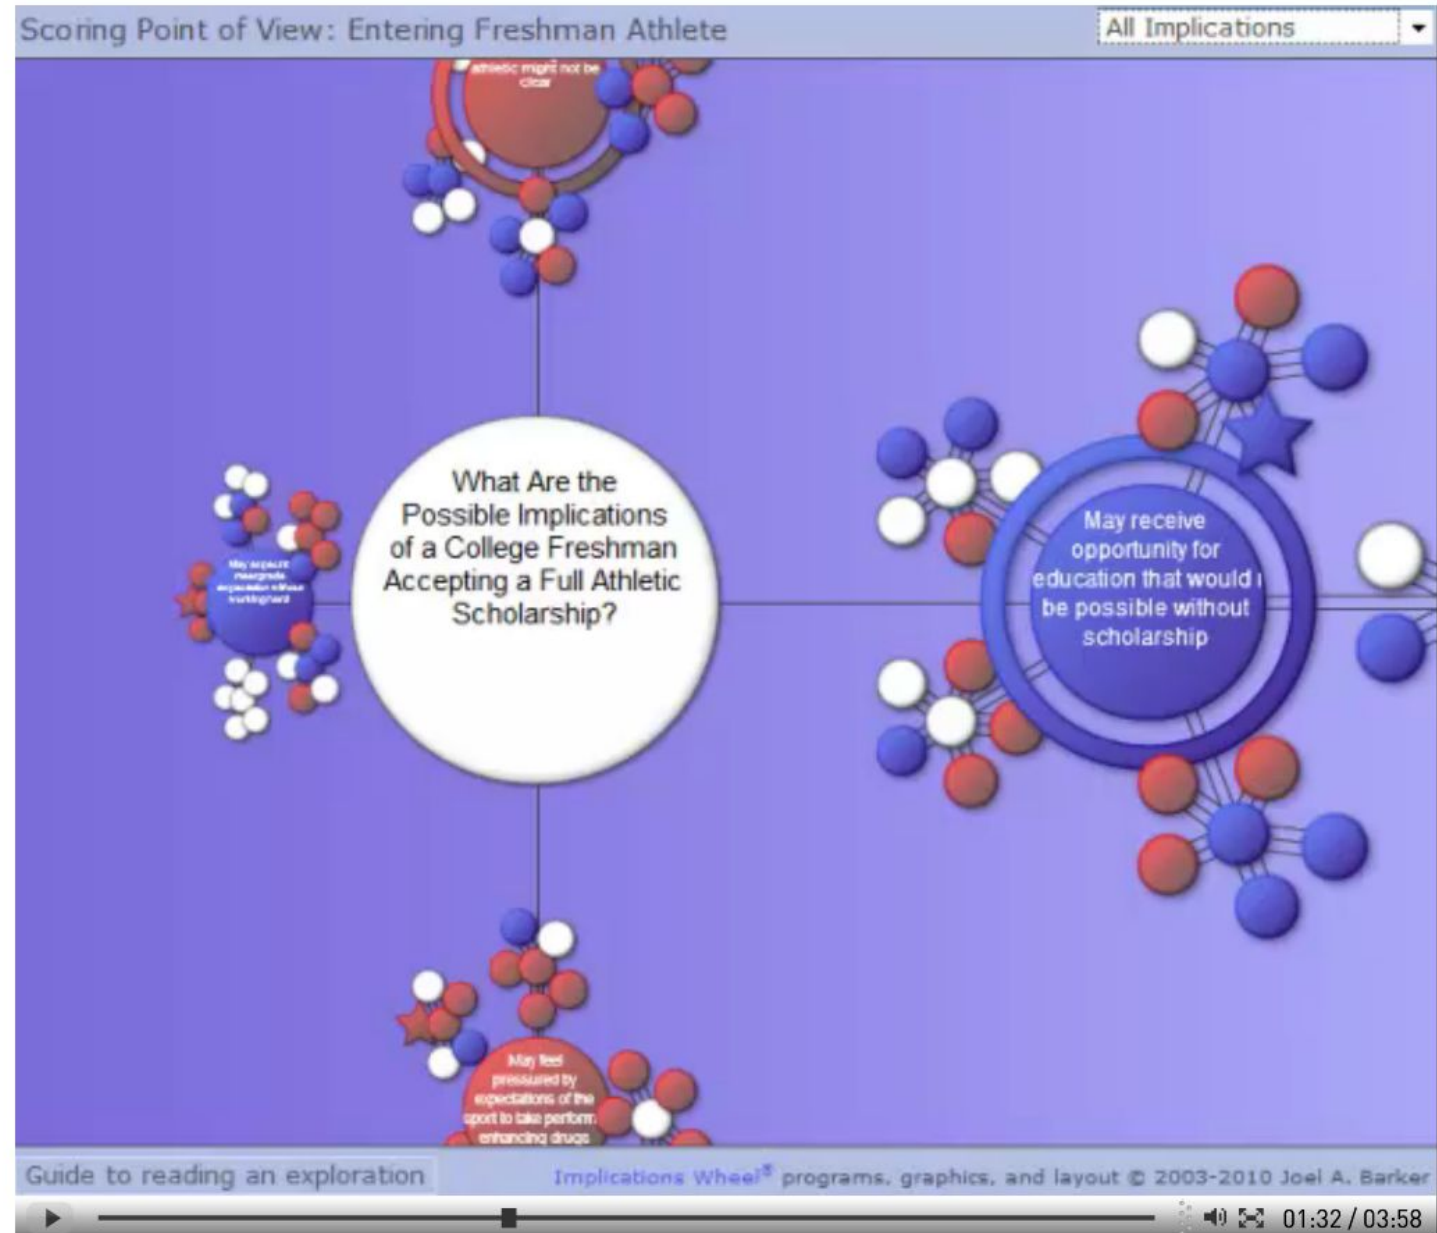 Scoring Point of View: Entering Freshman Athlete
All Implications
athletic might not be
clear
What Are the
Possible Implications
of a College Freshman
Accepting a Full Athletic
Scholarship?
May receive
opportunity for
education that would
be possible without
scholarship
May feel
pressured by
expectations of the
sport to take perform
enhancing drugs
Guide to reading an exploration
Implications Wheel® programs, graphics, and layout © 2003-2010 Joel A. Barker
01:32 / 03:58